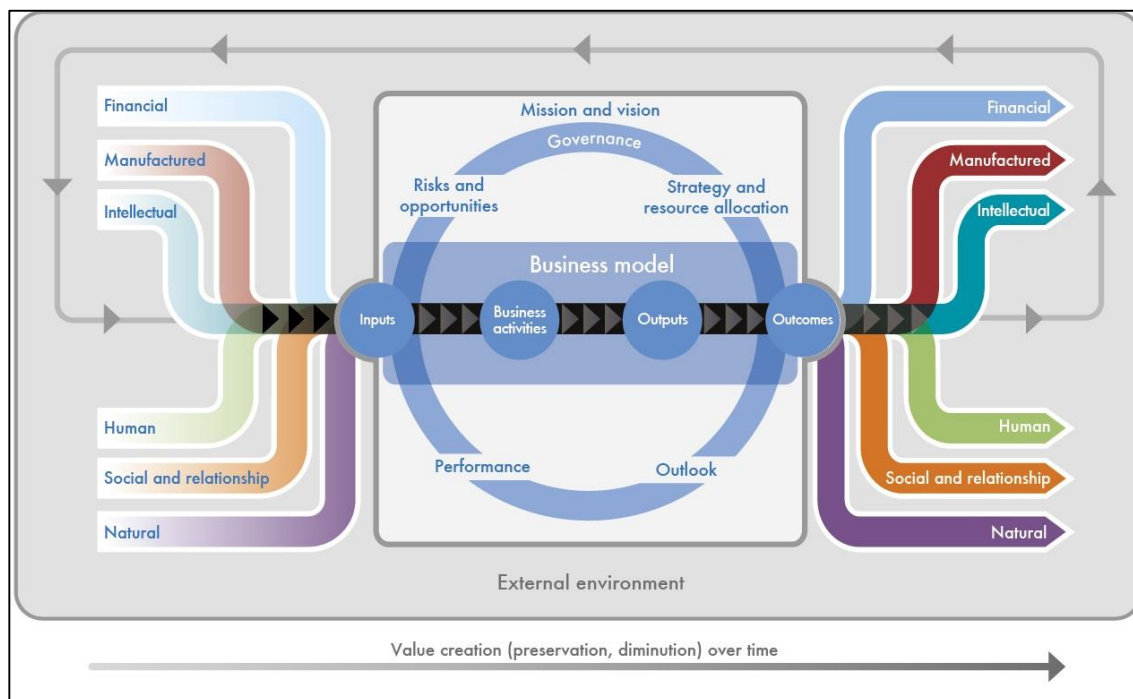 Financial
Manufactured
Intellectual
Human
Social and relationship
Natural
Mission and vision
Governance
Risks and
opportunities
Strategy and
resource allocation
Business model
Inputs
Business
activities
Outputs
Outcomes
Performance
Outlook
Financial
Manufactured
Intellectual
Human
Social and relationship
Natural
External environment
Value creation (preservation, diminution) over time